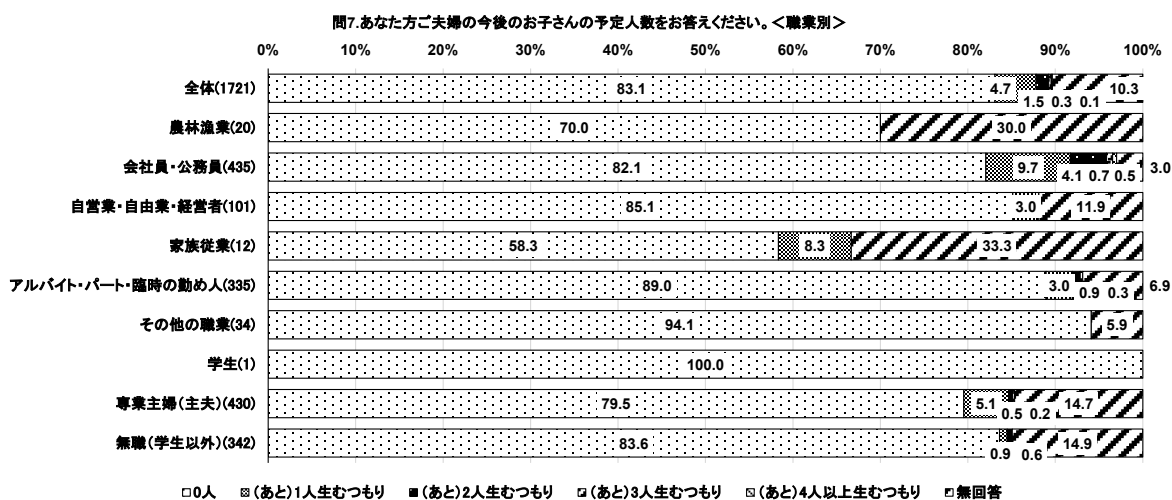 問7.あなた方ご夫婦の今後のお子さんの予定人数をお答えください。＜職業別＞
0% 10% 20% 30% 40% 50% 60% 70% 80% 90% 100%
全体(1721) 83.1 4.7 1.5 0.3 0.1 10.3
農林漁業(20) 70.0 30.0
会社員・公務員(435) 82.1 9.7 4.1 0.7 0.5 3.0
自営業・自由業・経営者(101) 85.1 3.0 11.9
家族従業(12) 58.3 8.3 33.3
アルバイト・パート・臨時の勤め人(335) 89.0 3.0 0.9 0.3 6.9
その他の職業(34) 94.1 5.9
学生(1) 100.0
専業主婦(主夫)(430) 79.5 5.1 0.5 0.2 14.7
無職(学生以外)(342) 83.6 0.9 0.6 14.9
0人 (あと)1人生むつもり (あと)2人生むつもり (あと)3人生むつもり (あと)4人以上生むつもり 無回答